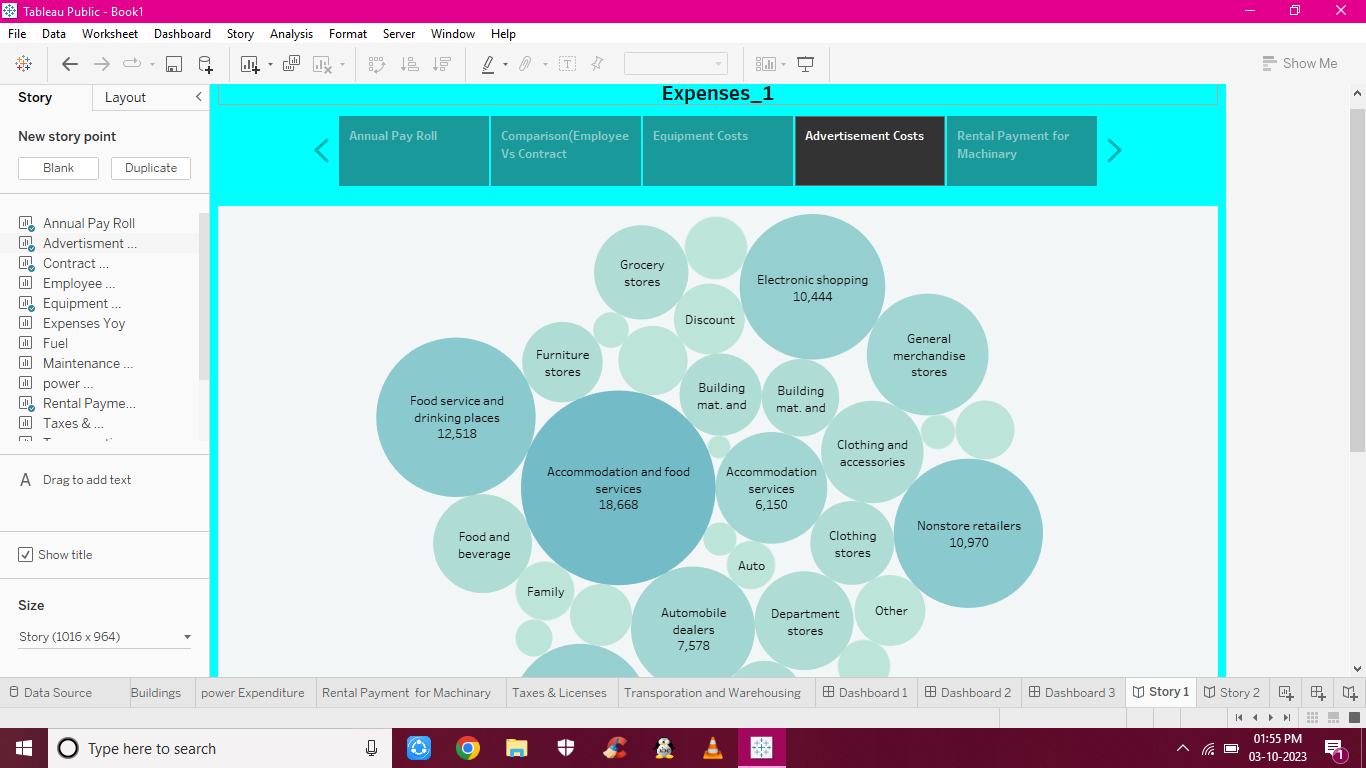 Tableau Public - Book1
File Data Worksheet Dashboard Story Analysis Format Server Window Help
Show Me
Story Layout
New story point
Blank Duplicate
Annual Pay Roll
Advertisment ...
Contract ...
Employee ...
Equipment ...
Expenses Yoy
Fuel
Maintenance ...
power ...
Rental Payme...
Taxes & ...
A Drag to add text
Show title
Size
Story (1016 x 964)
Expenses_1
Annual Pay Roll
Comparison(Employee
Vs Contract
Equipment Costs
Advertisement Costs
Rental Payment for
Machinary
Grocery
stores
Electronic shopping
10,444
Discount
General
merchandise
stores
Furniture
stores
Building
mat. and
Building
mat. and
Food service and
drinking places
12,518
Clothing and
accessories
Accommodation and food
services
18,668
Accommodation
services
6,150
Nonstore retailers
10,970
Food and
beverage
Clothing
stores
Auto
Family
Automobile
dealers
7,578
Department
stores
Other
Data Source Buildings power Expenditure Rental Payment for Machinary Taxes & Licenses Transporation and Warehousing Dashboard 1 Dashboard 2 Dashboard 3 Story 1 Story 2
Type here to search
01:55 PM
03-10-2023
1